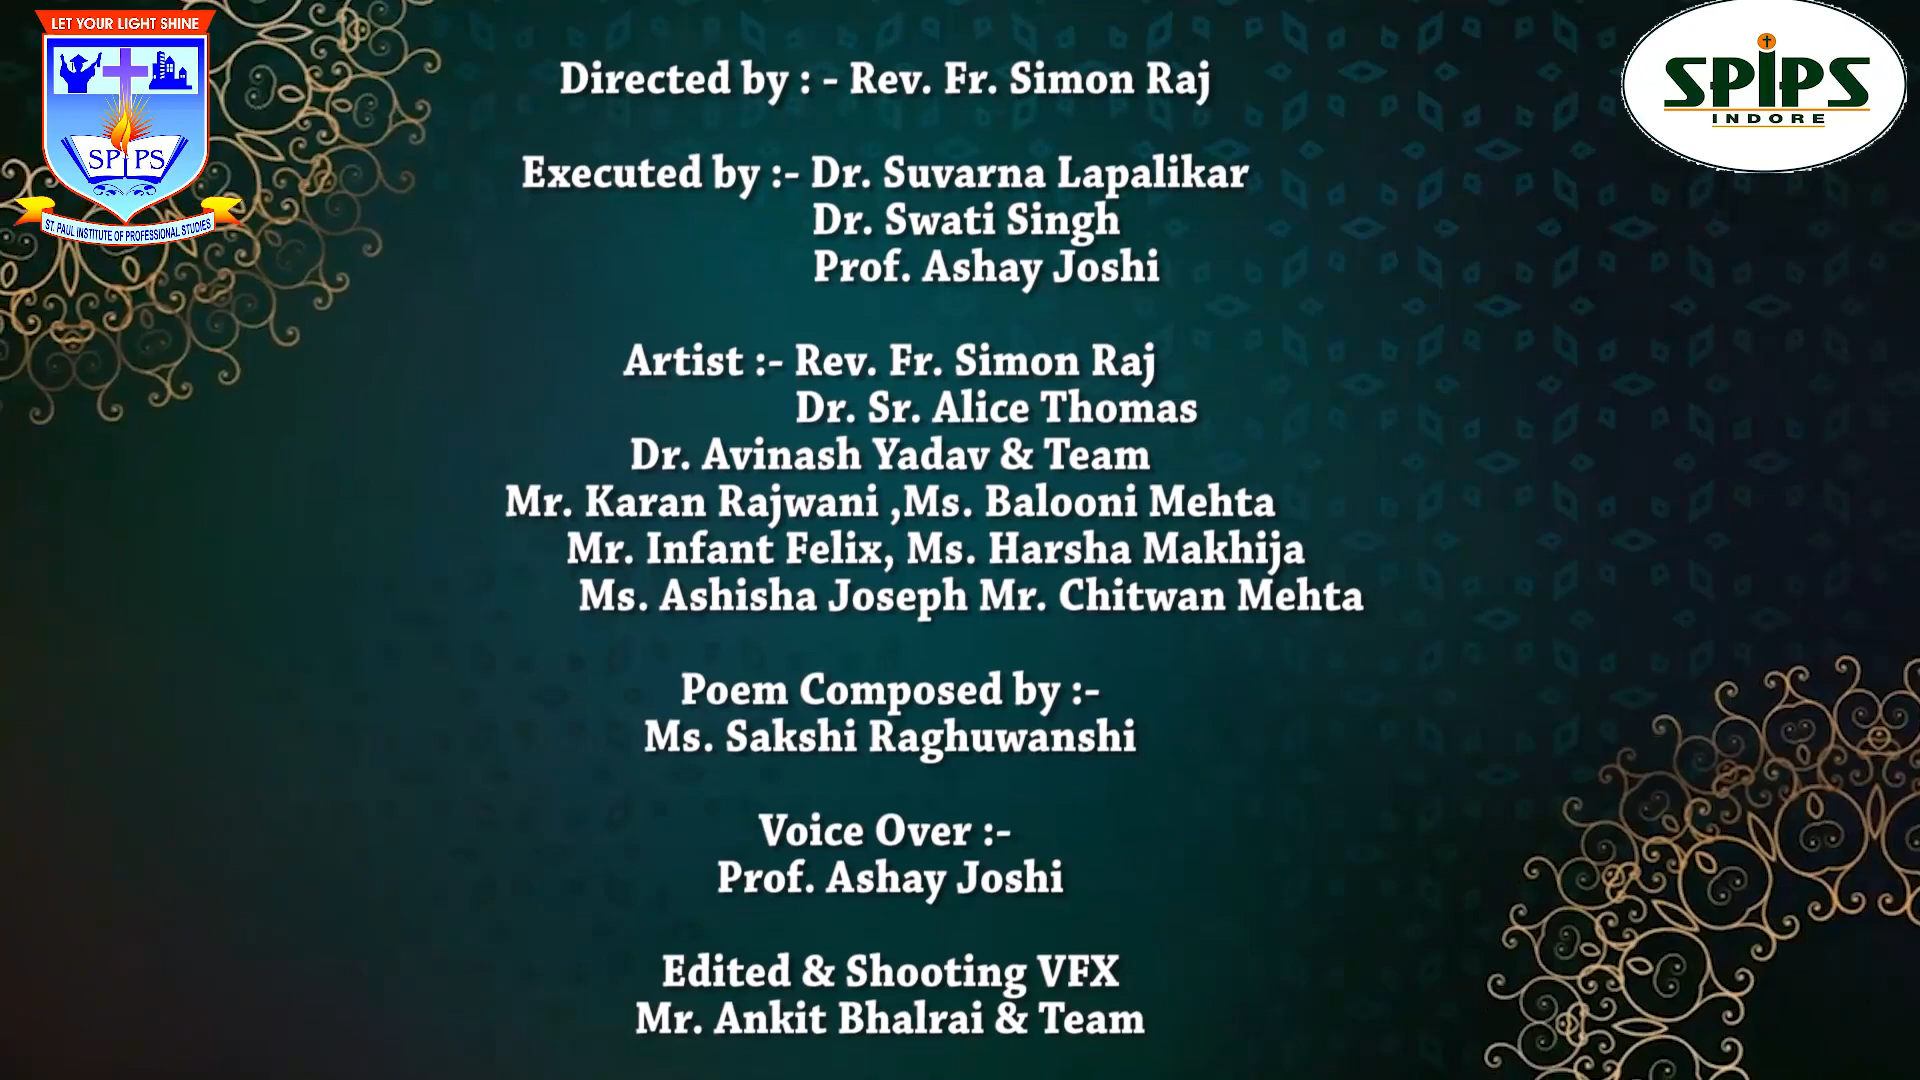 LET YOUR LIGHT SHINE
SPIPS
ST. PAUL INSTITUTE OF PROFESSIONAL STUDIES
SPIPS
INDORE
Directed by : - Rev. Fr. Simon Raj
Executed by :- Dr. Suvarna Lapalikar
Dr. Swati Singh
Prof. Ashay Joshi
Artist :- Rev. Fr. Simon Raj
Dr. Sr. Alice Thomas
Dr. Avinash Yadav & Team
Mr. Karan Rajwani ,Ms. Balooni Mehta
Mr. Infant Felix, Ms. Harsha Makhija
Ms. Ashisha Joseph Mr. Chitwan Mehta
Poem Composed by :-
Ms. Sakshi Raghuwanshi
Voice Over :-
Prof. Ashay Joshi
Edited & Shooting VFX
Mr. Ankit Bhalrai & Team